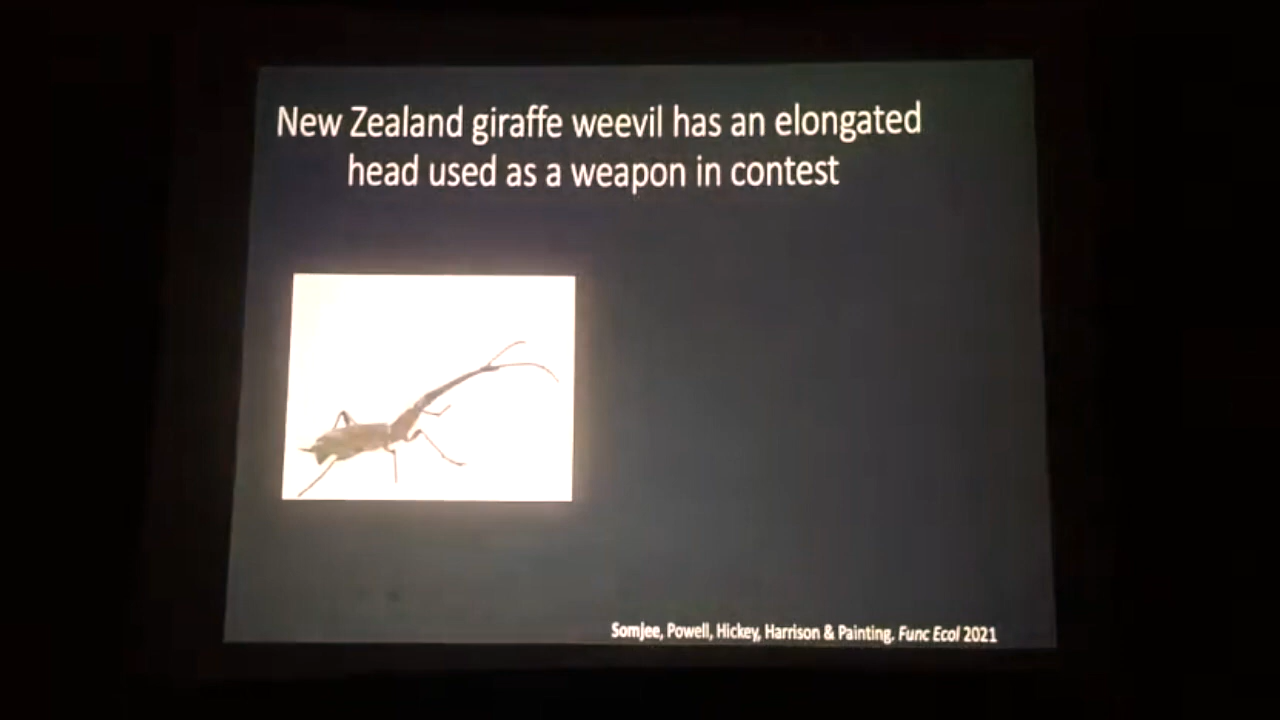 New Zealand giraffe weevil has an elongated
head used as a weapon in contest
Somjee, Powell, Hickey, Harrison & Painting. Func Ecol 2021